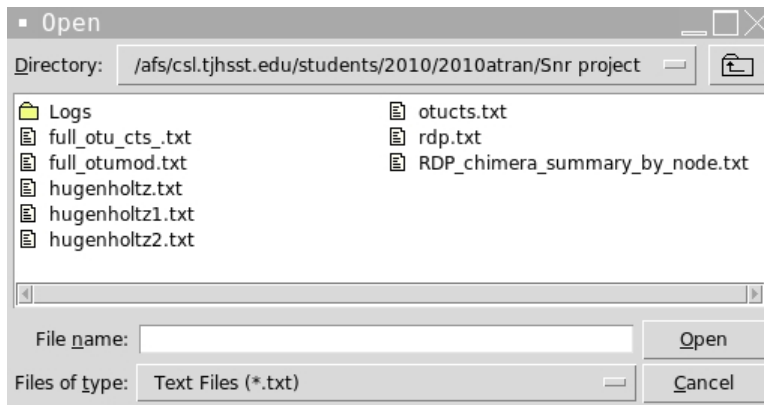 Open
Directory: /afs/csl.tjhsst.edu/students/2010/2010atran/Snr project
Logs
full_otu_cts_.txt
full_otumod.txt
hugenholtz.txt
hugenholtz1.txt
hugenholtz2.txt
otucts.txt
rdp.txt
RDP_chimera_summary_by_node.txt
File name: Open
Files of type: Text Files (*.txt) Cancel